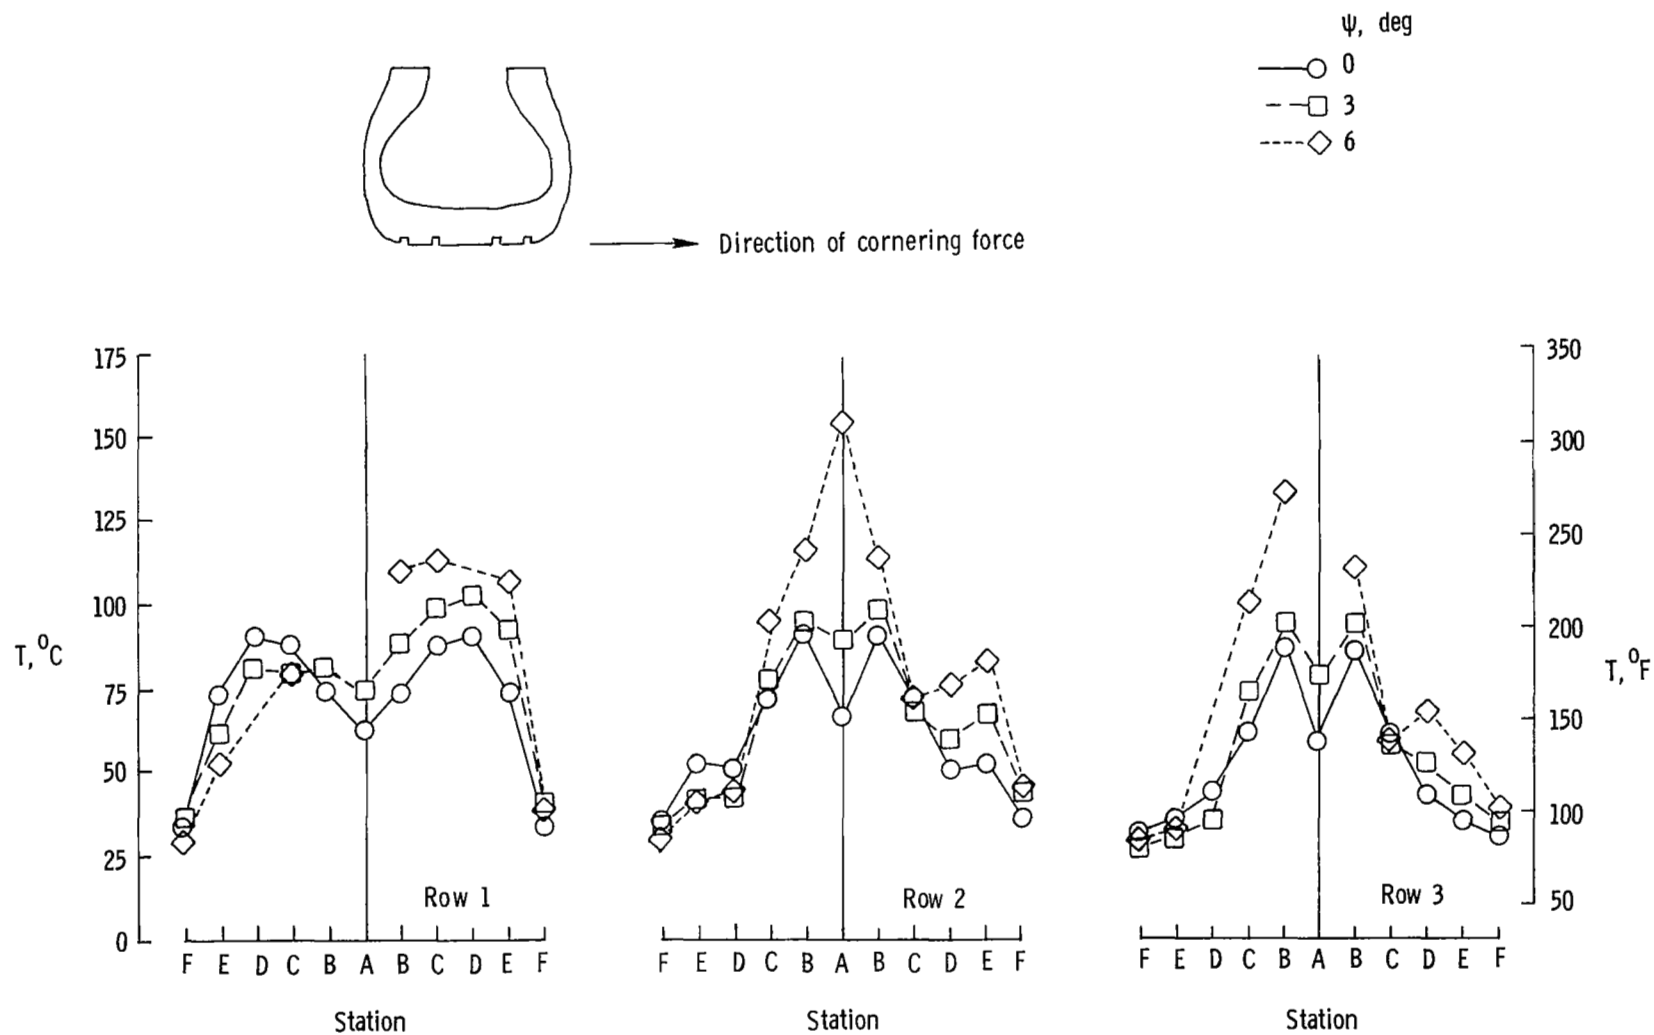 ψ, deg
0
3
6
Direction of cornering force
175
150
125
100
75
50
25
0
T, °C
350
300
250
200
150
100
50
T, °F
Row 1
Row 2
Row 3
F E D C B A B C D E F
F E D C B A B C D E F
F E D C B A B C D E F
Station
Station
Station